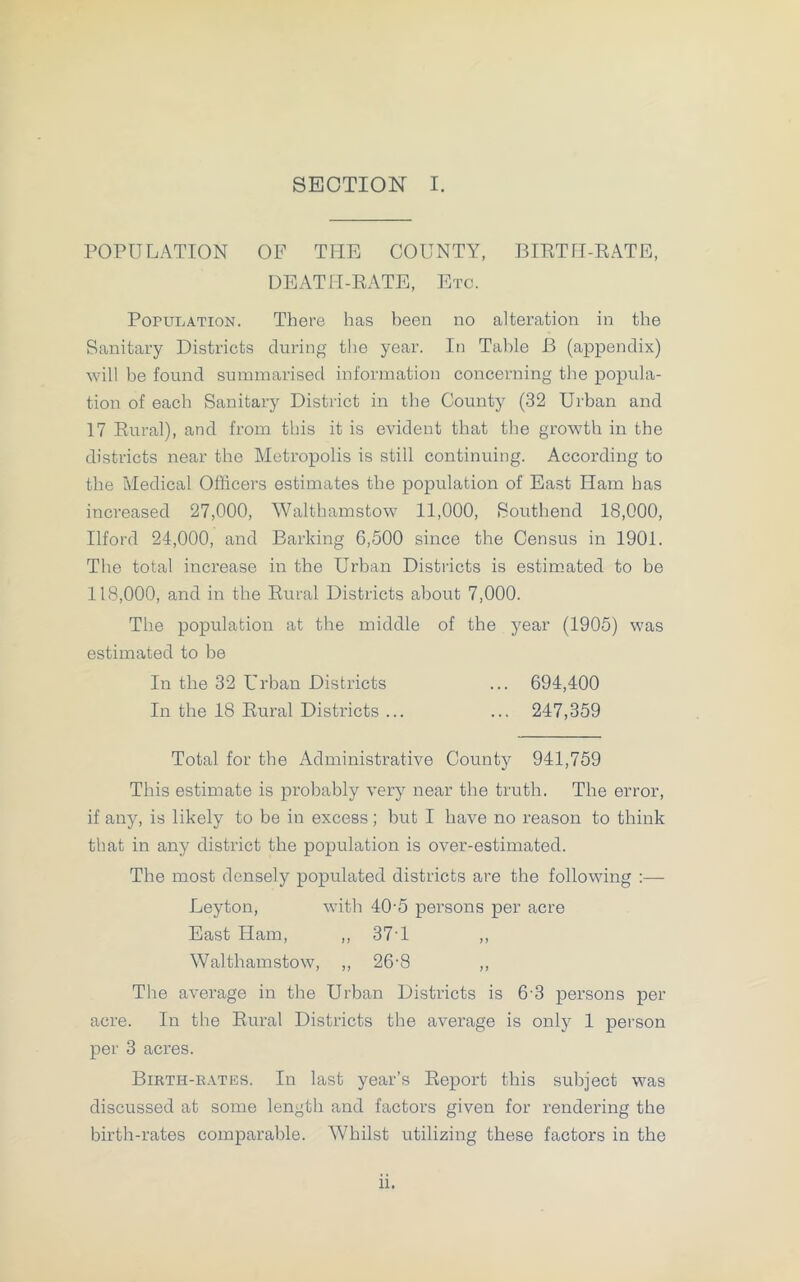 SECTION I.
POPULATION OF THE COUNTY, BIRTH-RATE,
DEATH-RATE, Etc.
Population. There has been no alteration in the
Sanitary Districts during the year. In Table B (appendix)
will be found summarised information concerning the popula-
tion of each Sanitary District in the County (32 Urban and
17 Rural), and from this it is evident that the growth in the
districts near the Metropolis is still continuing. According to
the Medical Officers estimates the population of East Ham has
increased 27,000, Walthamstow 11,000, Southend 18,000,
Ilford 24,000, and Barking 6,500 since the Census in 1901.
The total increase in the Urban Districts is estimated to be
118,000, and in the Rural Districts about 7,000.
The population at the middle of the year (1905) was
estimated to be
In the 32 Urban Districts ... 694,400
In the 18 Rural Districts ... ... 247,359
Total for the Administrative County 941,759
This estimate is probably very near the truth. The error,
if any, is likely to be in excess; but I have no reason to think
that in any district the population is over-estimated.
The most densely populated districts are the following :—
Leyton, with 40·5 persons per acre
East Ham, ,, 37·1 ,,
Walthamstow, ,, 26·8 ,,
The average in the Urban Districts is 6·3 persons per
acre. In the Rural Districts the average is only 1 person
per 3 acres.
Birth-rates. In last year's Report this subject was
discussed at some length and factors given for rendering the
birth-rates comparable. Whilst utilizing these factors in the
ii.